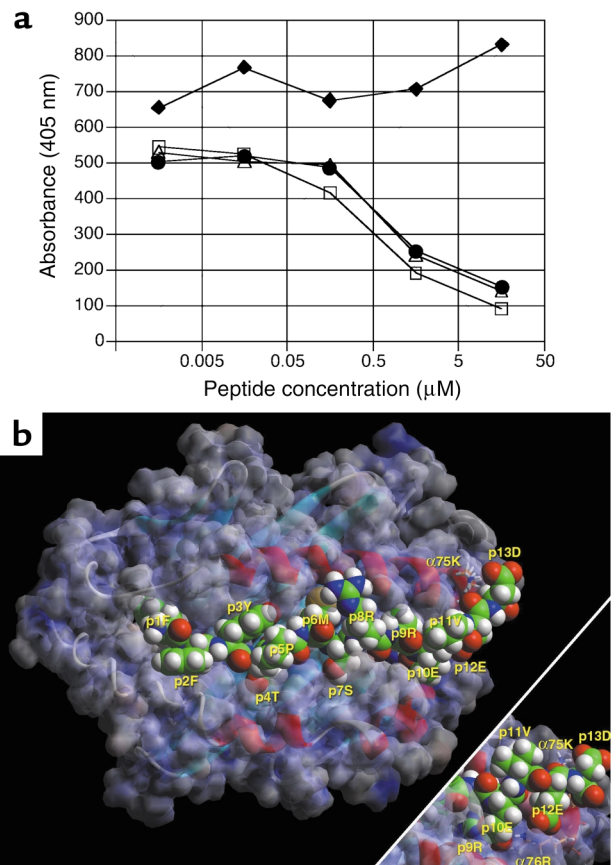 a
900
800
700
600
500
400
300
200
100
0
Absorbance (405 nm)
0.005 0.05 0.5 5 50
Peptide concentration (μM)
b
p13D
α75K
p1F p3Y p6M p8R p9R p11V
p5P
p2F p4T p7S p10E p12E
p11V
α75K p13D
p12E
p10E
p9R
α76R